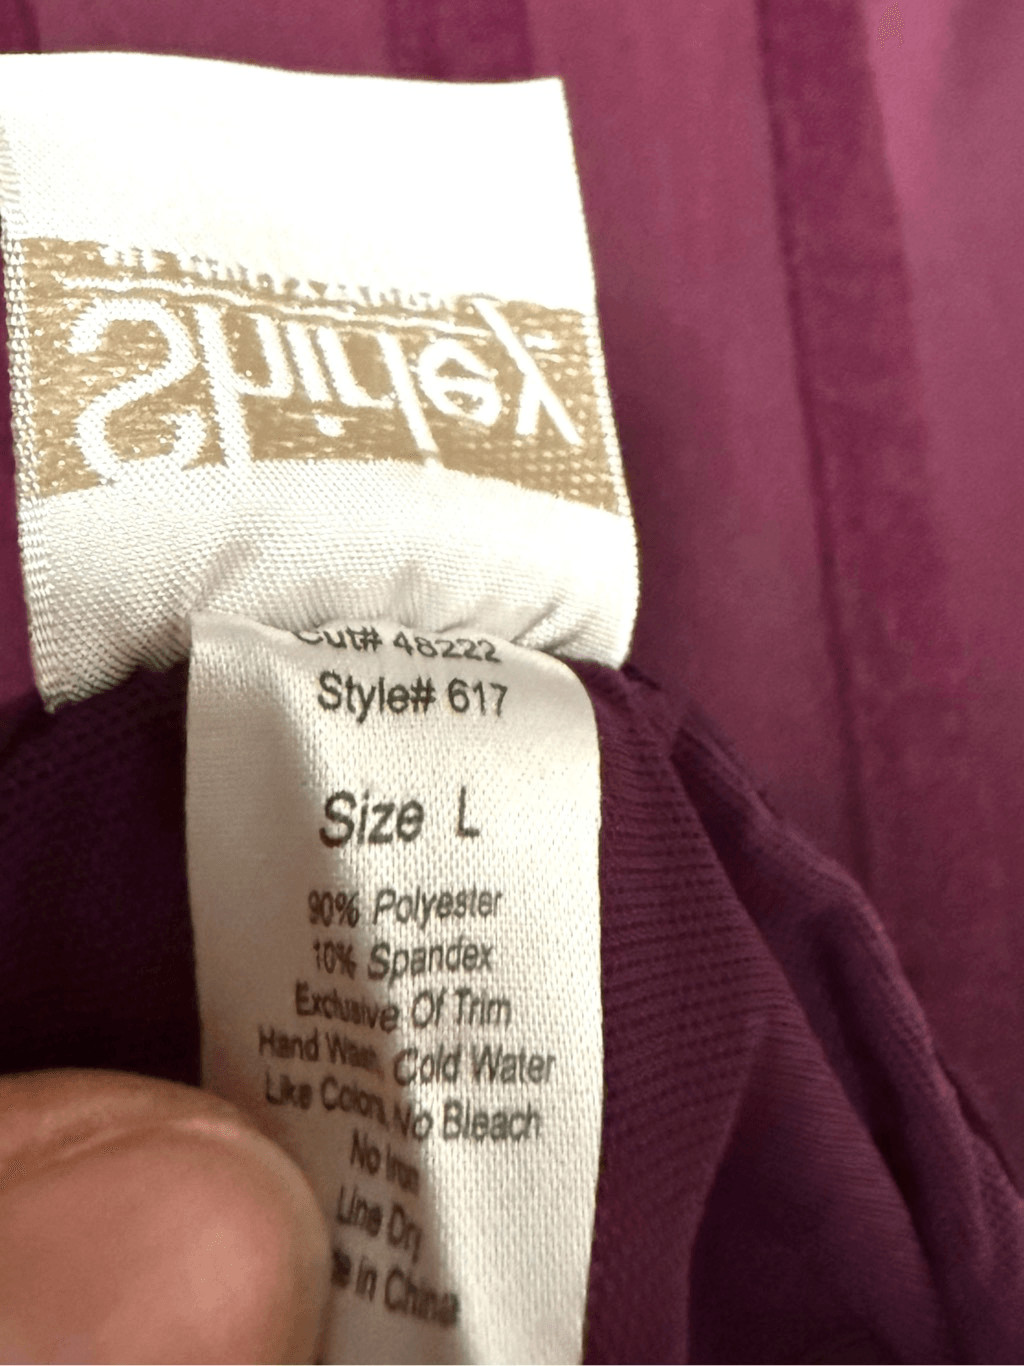 Shirley
Cut# 48222
Style# 617
Size L
90% Polyester
10% Spandex
Exclusive Of Trim
Hand Wash Cold Water
Like Colors, No Bleach
No Iron
Line Dry
in China